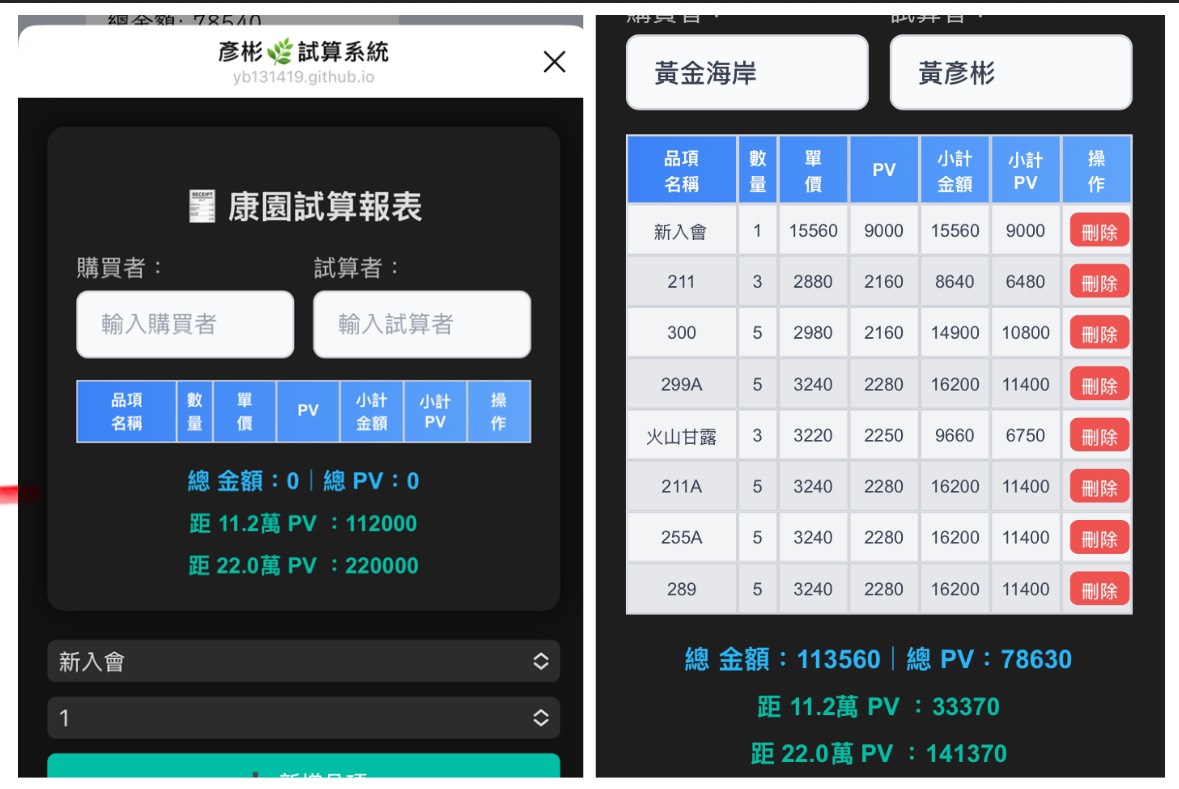 總金額: 78540
彥彬🌿試算系統
yb131419.github.io
RECEIPT
康園試算報表
購買者：
試算者：
輸入購買者
輸入試算者
品項名稱 數量 單價 PV 小計金額 小計PV 操作
總 金額：0｜總 PV：0
距 11.2萬 PV ：112000
距 22.0萬 PV ：220000
新入會
1
新增品項
購買者：
試算者：
黃金海岸
黃彥彬
品項名稱 數量 單價 PV 小計金額 小計PV 操作
新入會 1 15560 9000 15560 9000 刪除
211 3 2880 2160 8640 6480 刪除
300 5 2980 2160 14900 10800 刪除
299A 5 3240 2280 16200 11400 刪除
火山甘露 3 3220 2250 9660 6750 刪除
211A 5 3240 2280 16200 11400 刪除
255A 5 3240 2280 16200 11400 刪除
289 5 3240 2280 16200 11400 刪除
總 金額：113560｜總 PV：78630
距 11.2萬 PV ：33370
距 22.0萬 PV ：141370